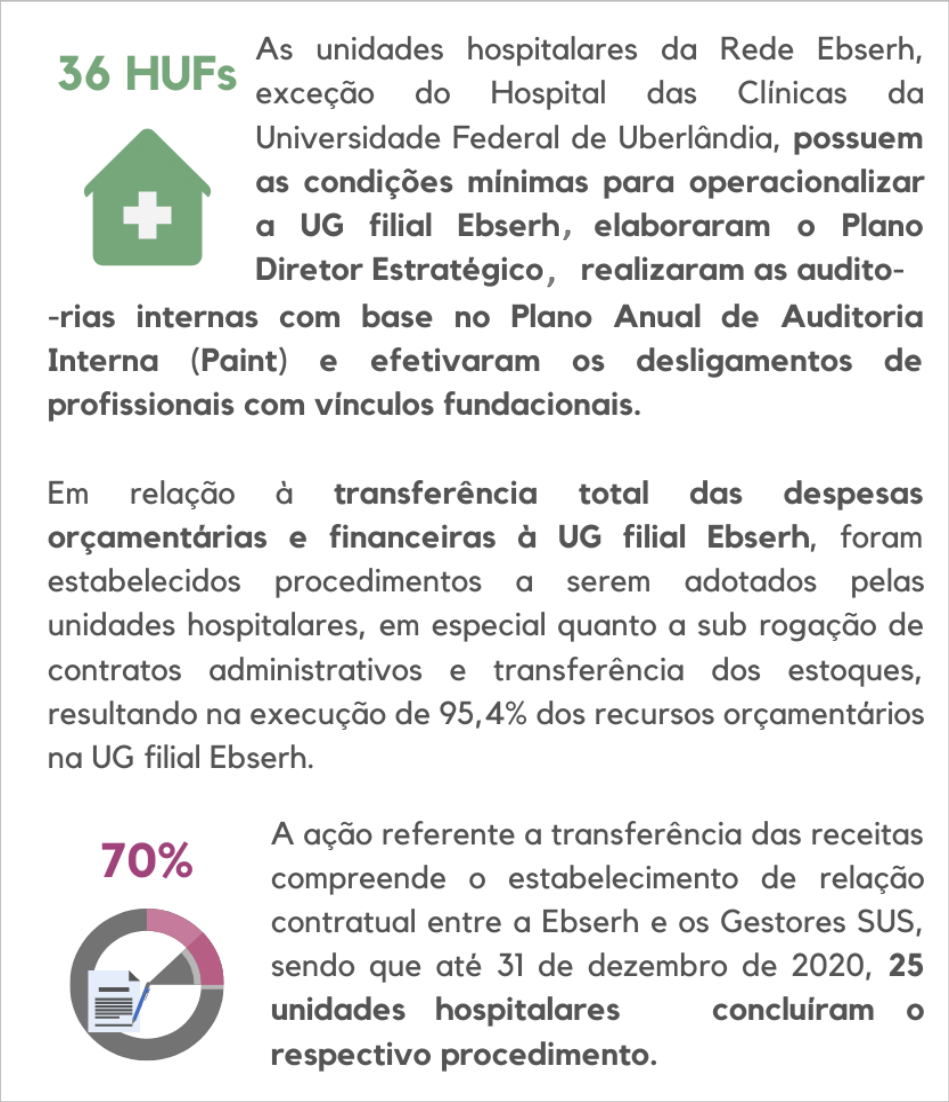 36 HUFs
As unidades hospitalares da Rede Ebserh,
exceção do Hospital das Clínicas da
Universidade Federal de Uberlândia, possuem
as condições mínimas para operacionalizar
a UG filial Ebserh, elaboraram o Plano
Diretor Estratégico, realizaram as audito-
-rias internas com base no Plano Anual de Auditoria
Interna (Paint) e efetivaram os desligamentos de
profissionais com vínculos fundacionais.
Em relação à transferência total das despesas
orçamentárias e financeiras à UG filial Ebserh, foram
estabelecidos procedimentos a serem adotados pelas
unidades hospitalares, em especial quanto a sub rogação de
contratos administrativos e transferência dos estoques,
resultando na execução de 95,4% dos recursos orçamentários
na UG filial Ebserh.
70%
A ação referente a transferência das receitas
compreende o estabelecimento de relação
contratual entre a Ebserh e os Gestores SUS,
sendo que até 31 de dezembro de 2020, 25
unidades hospitalares concluíram o
respectivo procedimento.